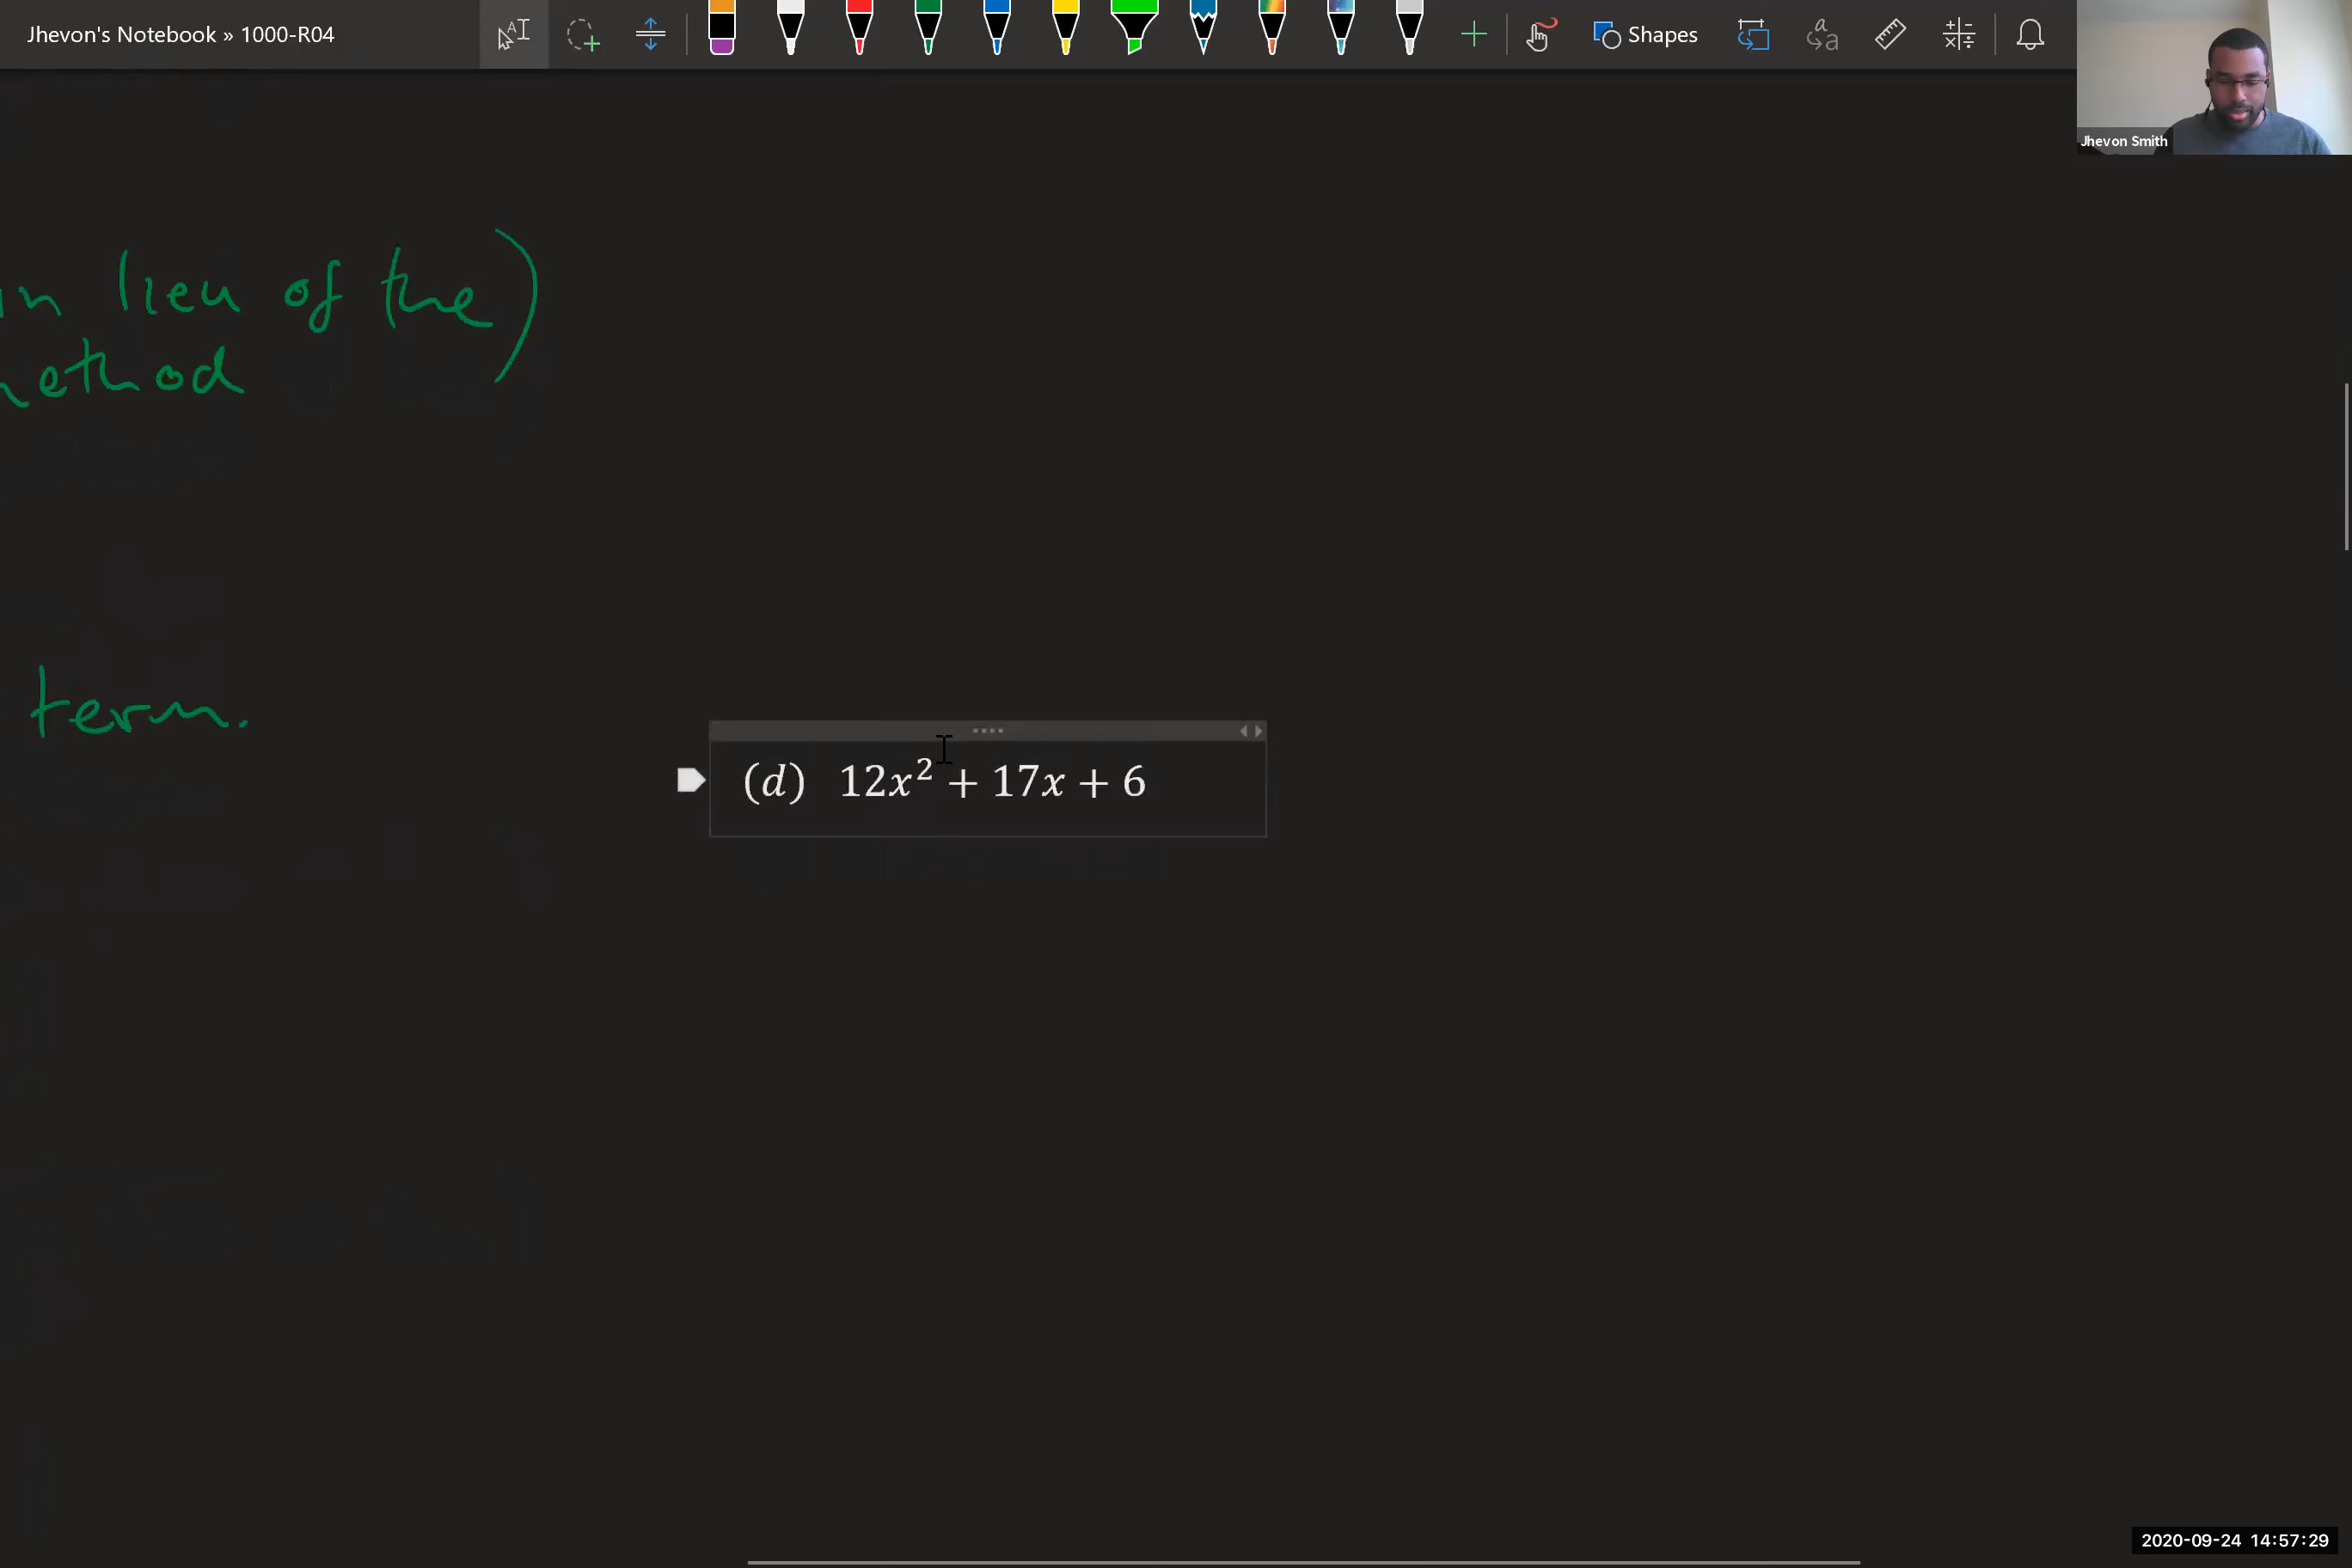 Jhevon's Notebook » 1000-R04
Shapes
Jhevon Smith
in lieu of the)
method
term.
(d) 12x² + 17x + 6
2020-09-24 14:57:29